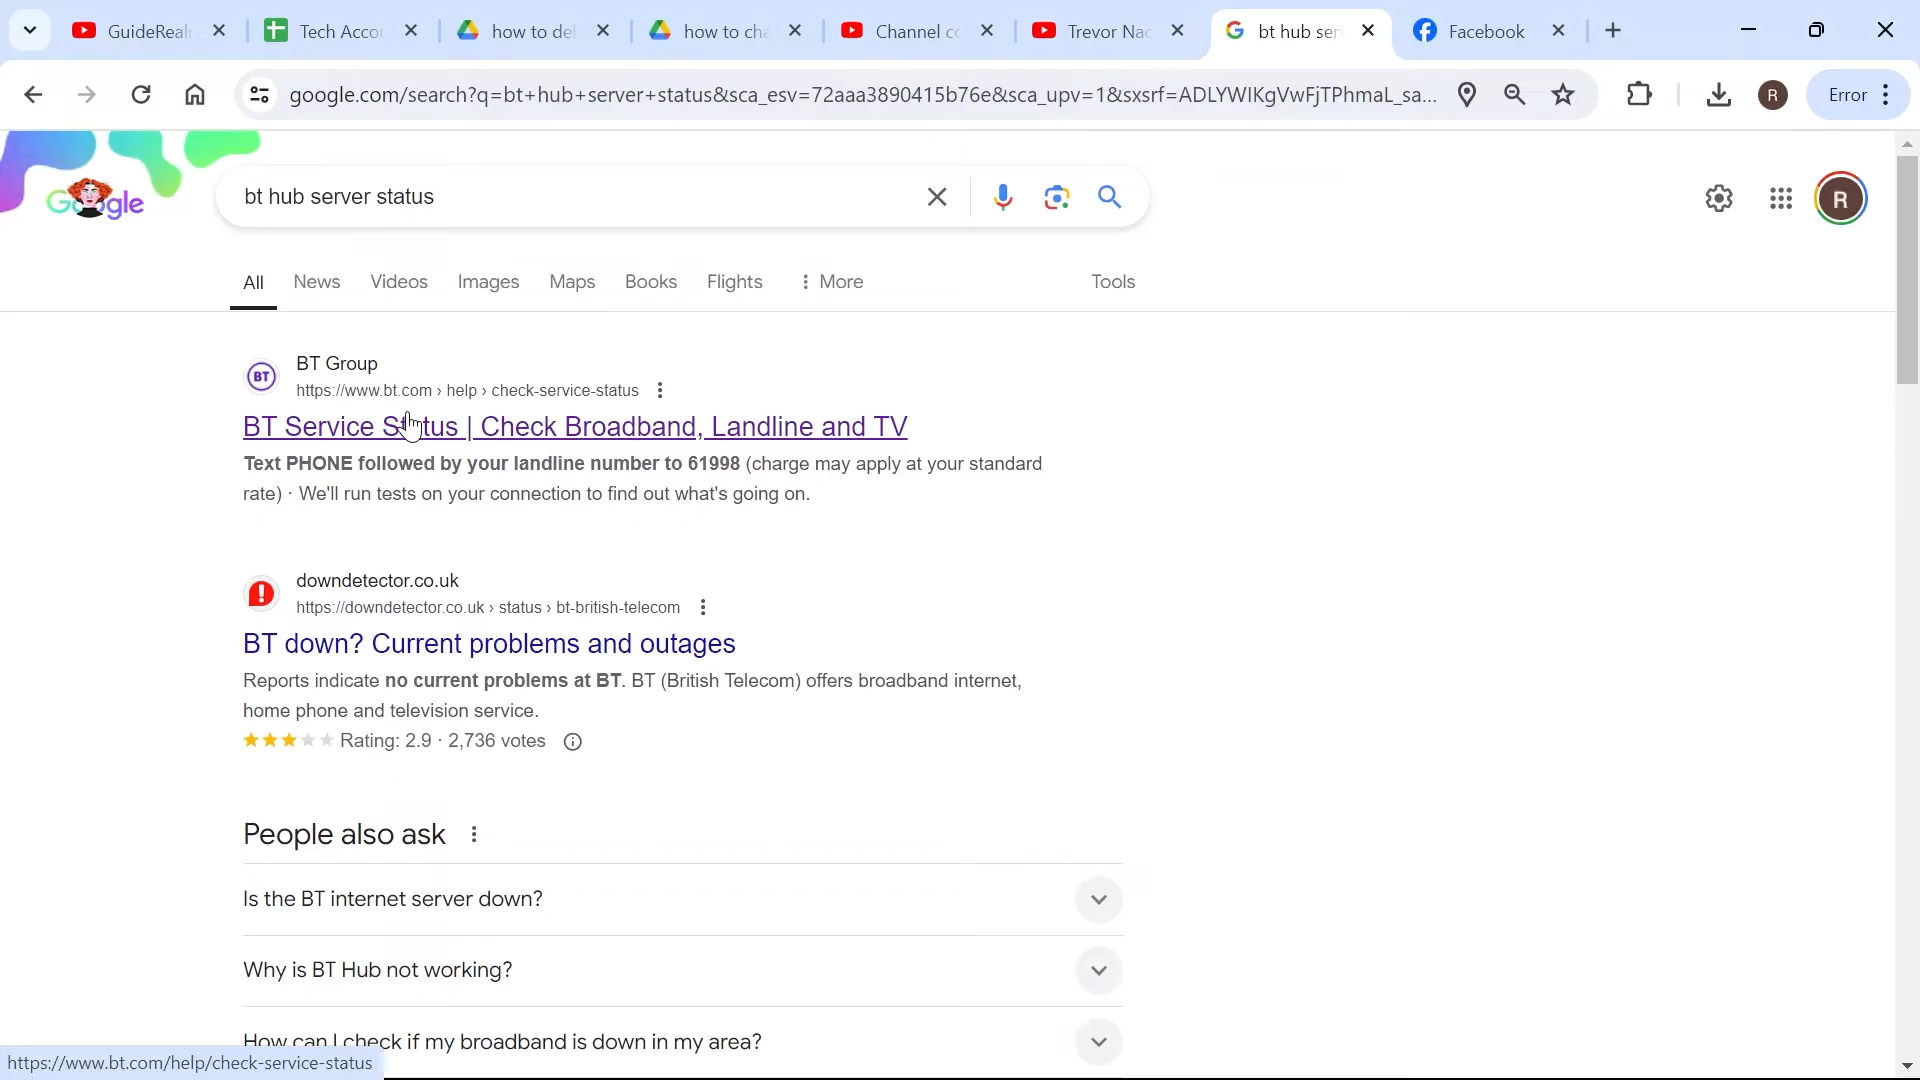 GuideReal
Tech Accou
how to del
how to cha
Channel co
Trevor Nac
bt hub ser
Facebook
google.com/search?q=bt+hub+server+status&sca_esv=72aaa3890415b76e&sca_upv=1&sxsrf=ADLYWIKgVwFjTPhmaL_sa...
R
Error
Google
bt hub server status
R
All
News
Videos
Images
Maps
Books
Flights
More
Tools
BT
BT Group
https://www.bt.com › help › check-service-status
BT Service Status | Check Broadband, Landline and TV
Text PHONE followed by your landline number to 61998 (charge may apply at your standard
rate) · We'll run tests on your connection to find out what's going on.
downdetector.co.uk
https://downdetector.co.uk › status › bt-british-telecom
BT down? Current problems and outages
Reports indicate no current problems at BT. BT (British Telecom) offers broadband internet,
home phone and television service.
Rating: 2.9 · 2,736 votes
People also ask
Is the BT internet server down?
Why is BT Hub not working?
How can I check if my broadband is down in my area?
https://www.bt.com/help/check-service-status